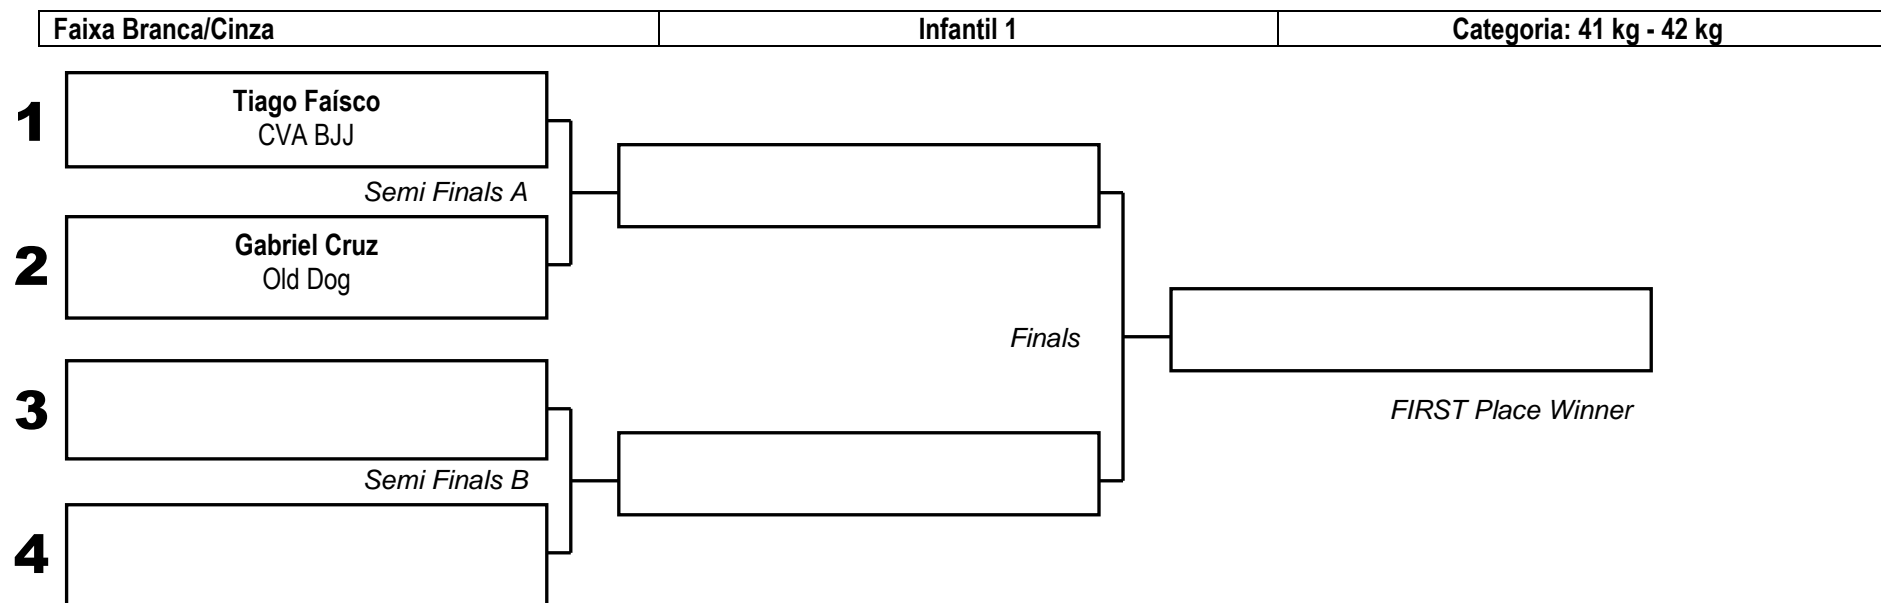 Faixa Branca/Cinza
Infantil 1
Categoria: 41 kg - 42 kg
1
Tiago Faísco
CVA BJJ
Semi Finals A
2
Gabriel Cruz
Old Dog
Finals
FIRST Place Winner
3
Semi Finals B
4